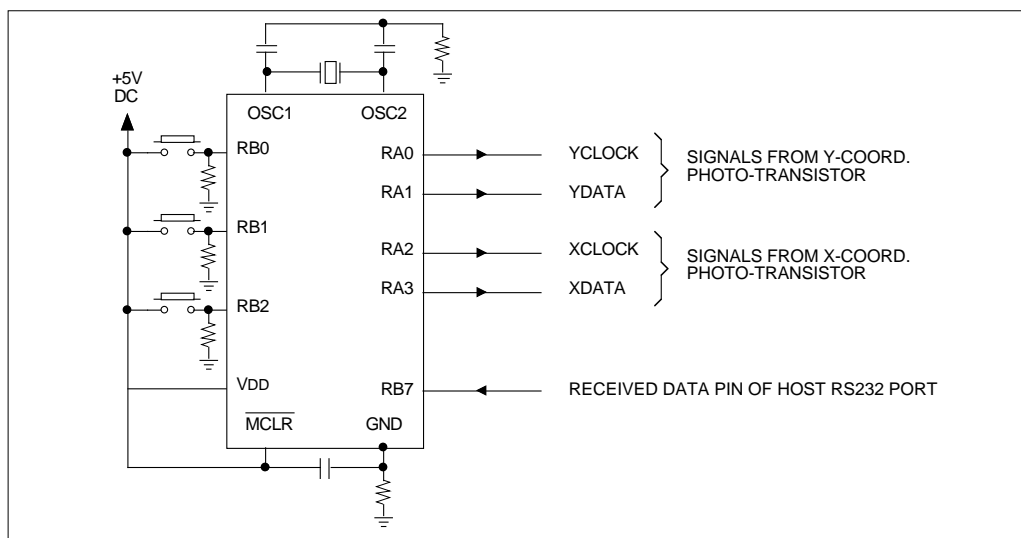 +5V
DC
OSC1
OSC2
RB0
RA0
YCLOCK
SIGNALS FROM Y-COORD.
PHOTO-TRANSISTOR
RA1
YDATA
RB1
RA2
XCLOCK
SIGNALS FROM X-COORD.
PHOTO-TRANSISTOR
RA3
XDATA
RB2
VDD
RB7
RECEIVED DATA PIN OF HOST RS232 PORT
MCLR
GND